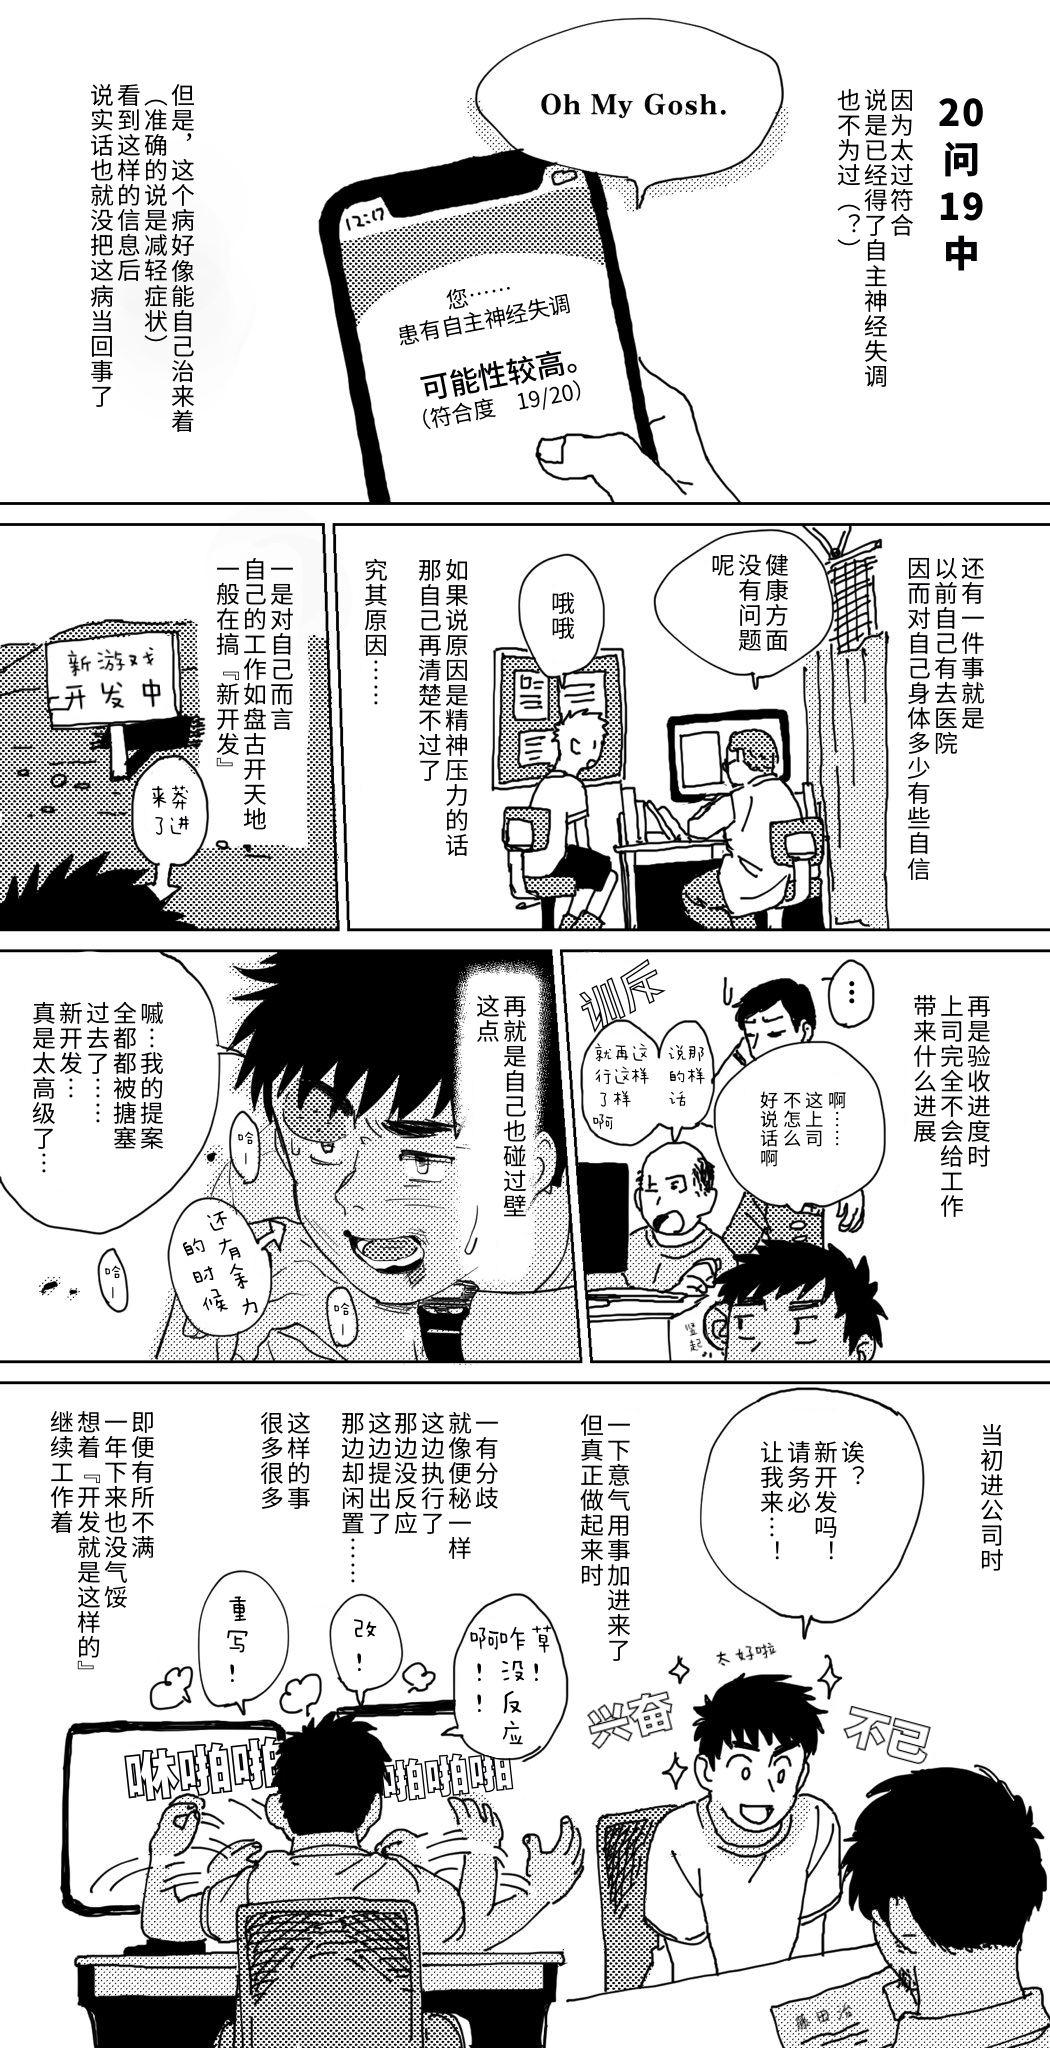 20
问
19
中
因为太过符合
说是已经得了自主神经失调
也不为过（？）
Oh My Gosh.
12:17
您……
患有自主神经失调
可能性较高。
（符合度 19/20）
但是，这个病好像能自己治来着
（准确的说是减轻症状）
看到这样的信息后
说实话也就没把这病当回事了
还有一件事就是
以前自己有去医院
因而对自己身体多少有些自信
健康方面
没有问题
呢
哦
哦
如果说原因是精神压力的话
那自己再清楚不过了
究其原因……
一是对自己而言
自己的工作如盘古开天地
一般在搞『新开发』
新游戏
开发中
莽进
来了
再是验收进度时
上司完全不会给工作
带来什么进展
…
训斥
那样
说的话
这样
再这样
就行了啊
啊……
这上司
不怎么
好说话啊
上司
竖起
再就是自己也碰过壁
这点
哈—
还有余力
的时候
哈—
哈—
嘁…我的提案
全都都被搪塞
过去了……
新开发…
真是太高级了…
当初进公司时
诶？
新开发吗！
请务必
让我来…！
太好啦
兴奋
不已
藤田治
一下意气用事加进来了
但真正做起来时
一有分歧
就像便秘一样
这边执行了
那边没反应
这边提出了
那边却闲置……
这样的事
很多很多
草！
咋没反应
啊！！
改！
重写！
咻啪啪
啪啪啪
即便有所不满
一年下来也没气馁
想着『开发就是这样的』
继续工作着